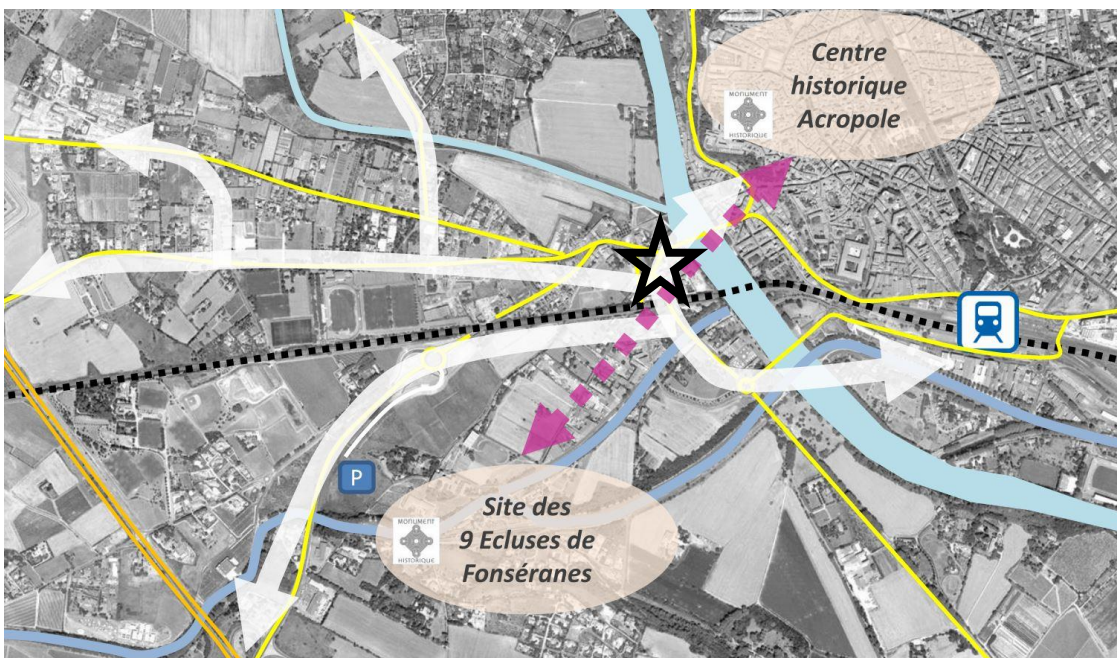 Centre
historique
Acropole
MONUMENT
HISTORIQUE
P
Site des
9 Ecluses de
Fonséranes
MONUMENT
HISTORIQUE